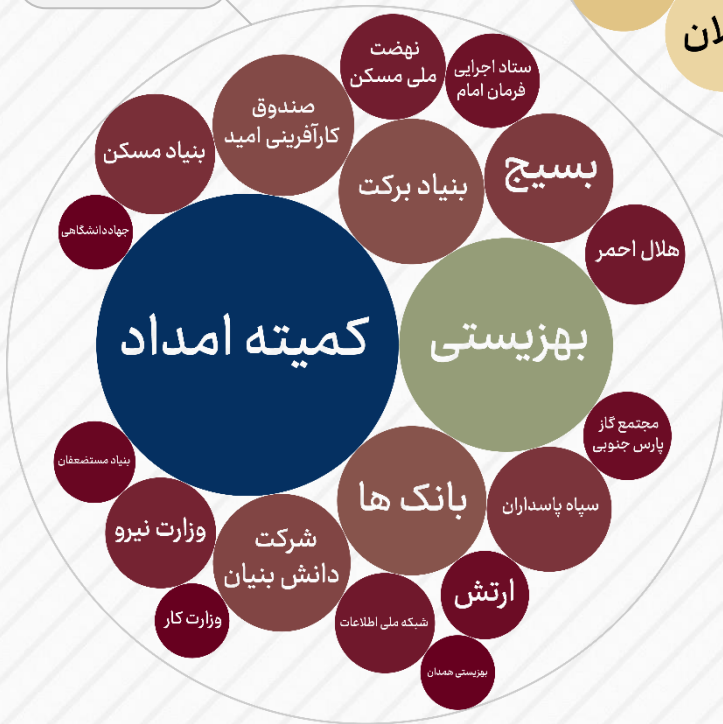 نهضت
ملی مسکن
ستاد اجرایی
فرمان امام
صندوق
کارآفرینی امید
بنیاد مسکن
بنیاد برکت
بسیج
جهاددانشگاهی
هلال احمر
کمیته امداد
بهزیستی
مجتمع گاز
پارس جنوبی
بنیاد مستضعفان
بانک ها
سپاه پاسداران
وزارت نیرو
شرکت
دانش بنیان
ارتش
وزارت کار
شبکه ملی اطلاعات
بهزیستی همدان